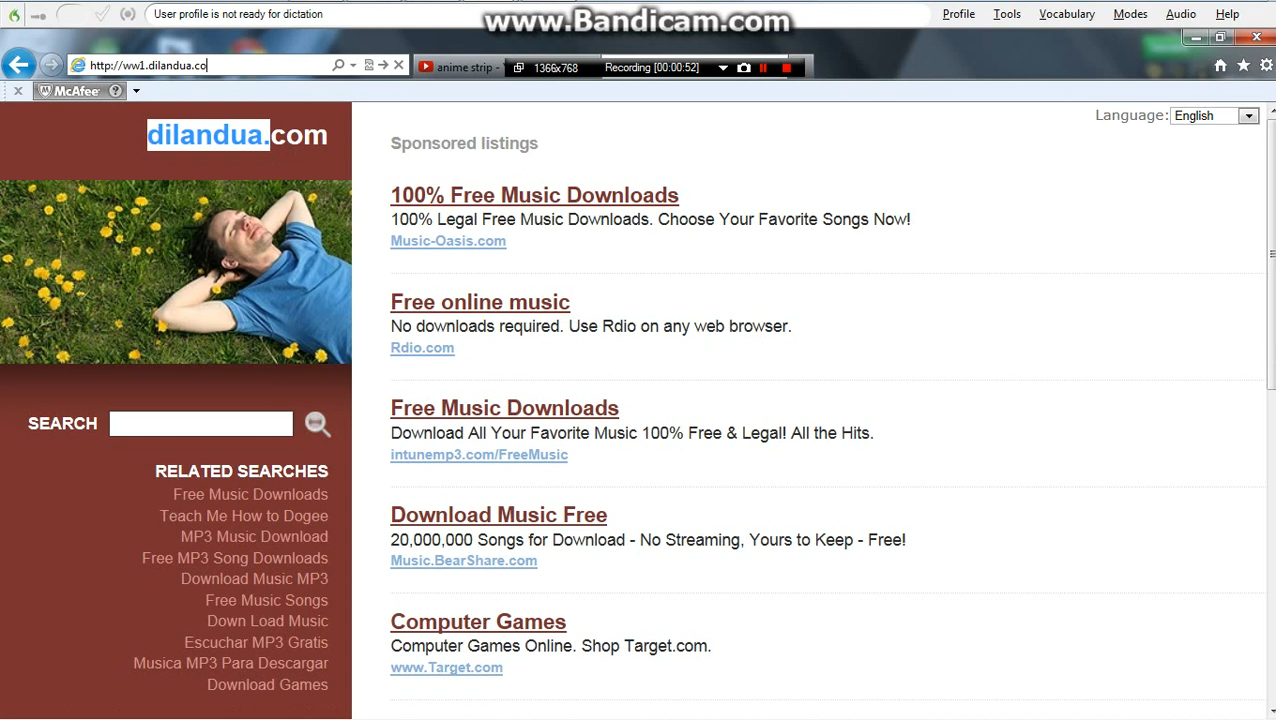 User profile is not ready for dictation
www.Bandicam.com
Profile Tools Vocabulary Modes Audio Help
http://ww1.dilandua.co
anime strip -
1366x768
Recording [00:00:52]
McAfee
dilandua.com
Language: English
Sponsored listings
100% Free Music Downloads
100% Legal Free Music Downloads. Choose Your Favorite Songs Now!
Music-Oasis.com
Free online music
No downloads required. Use Rdio on any web browser.
Rdio.com
Free Music Downloads
Download All Your Favorite Music 100% Free & Legal! All the Hits.
intunemp3.com/FreeMusic
Download Music Free
20,000,000 Songs for Download - No Streaming, Yours to Keep - Free!
Music.BearShare.com
Computer Games
Computer Games Online. Shop Target.com.
www.Target.com
SEARCH
RELATED SEARCHES
Free Music Downloads
Teach Me How to Dogee
MP3 Music Download
Free MP3 Song Downloads
Download Music MP3
Free Music Songs
Down Load Music
Escuchar MP3 Gratis
Musica MP3 Para Descargar
Download Games